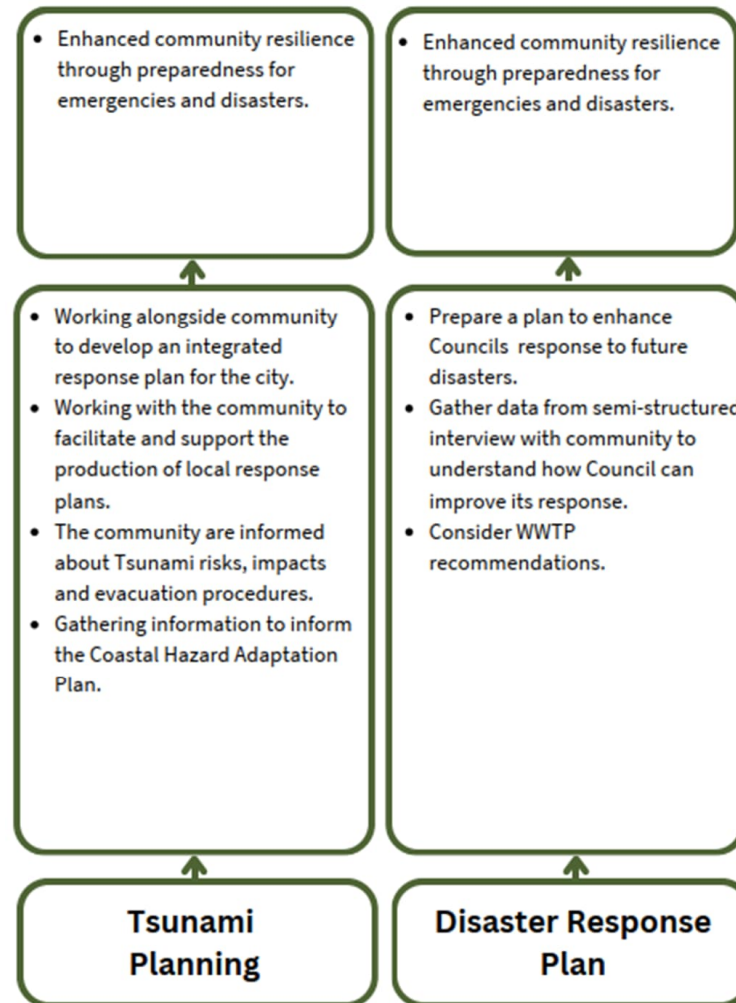 • Enhanced community resilience
through preparedness for
emergencies and disasters.
• Enhanced community resilience
through preparedness for
emergencies and disasters.
• Working alongside community
to develop an integrated
response plan for the city.
• Working with the community to
facilitate and support the
production of local response
plans.
• The community are informed
about Tsunami risks, impacts
and evacuation procedures.
• Gathering information to inform
the Coastal Hazard Adaptation
Plan.
• Prepare a plan to enhance
Councils  response to future
disasters.
• Gather data from semi-structured
interview with community to
understand how Council can
improve its response.
• Consider WWTP
recommendations.
Tsunami
Planning
Disaster Response
Plan